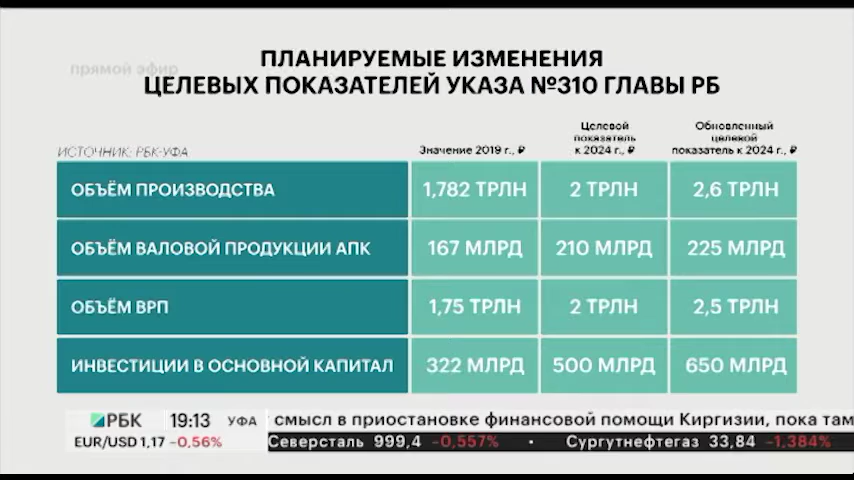 ПЛАНИРУЕМЫЕ ИЗМЕНЕНИЯ
прямой эфир
ЦЕЛЕВЫХ ПОКАЗАТЕЛЕЙ УКАЗА №310 ГЛАВЫ РБ
ИСТОЧНИК: РБК-УФА
Значение 2019 г., ₽
Целевой
показатель
к 2024 г., ₽
Обновленный
целевой
показатель к 2024 г., ₽
ОБЪЁМ ПРОИЗВОДСТВА 1,782 ТРЛН 2 ТРЛН 2,6 ТРЛН
ОБЪЁМ ВАЛОВОЙ ПРОДУКЦИИ АПК 167 МЛРД 210 МЛРД 225 МЛРД
ОБЪЁМ ВРП 1,75 ТРЛН 2 ТРЛН 2,5 ТРЛН
ИНВЕСТИЦИИ В ОСНОВНОЙ КАПИТАЛ 322 МЛРД 500 МЛРД 650 МЛРД
РБК 19:13 УФА смысл в приостановке финансовой помощи Киргизии, пока там
EUR/USD 1,17 -0,56% Северсталь 999,4 -0,557% • Сургутнефтегаз 33,84 -1,384%